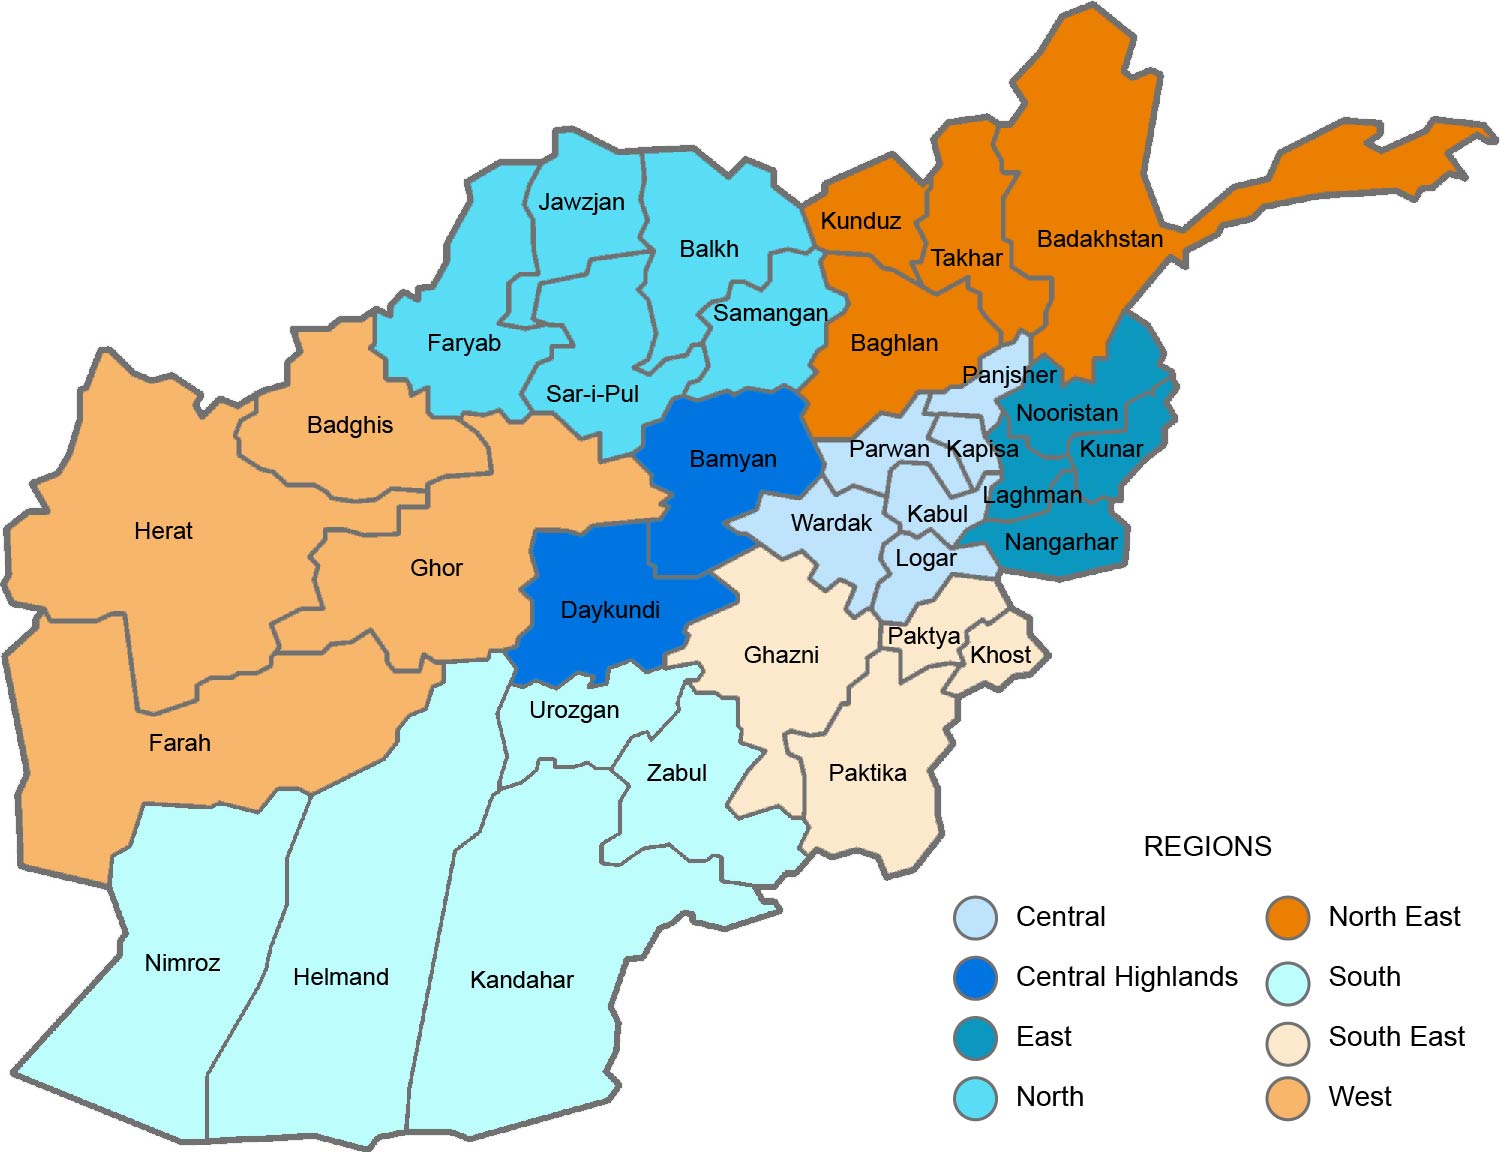 Jawzjan
Kunduz
Balkh
Badakhstan
Takhar
Samangan
Faryab
Baghlan
Panjsher
Sar-i-Pul
Nooristan
Badghis
Parwan
Kapisa
Kunar
Bamyan
Laghman
Kabul
Wardak
Herat
Nangarhar
Logar
Ghor
Daykundi
Paktya
Ghazni
Khost
Urozgan
Farah
Zabul
Paktika
Nimroz
Helmand
Kandahar
REGIONS
Central
Central Highlands
East
North
North East
South
South East
West